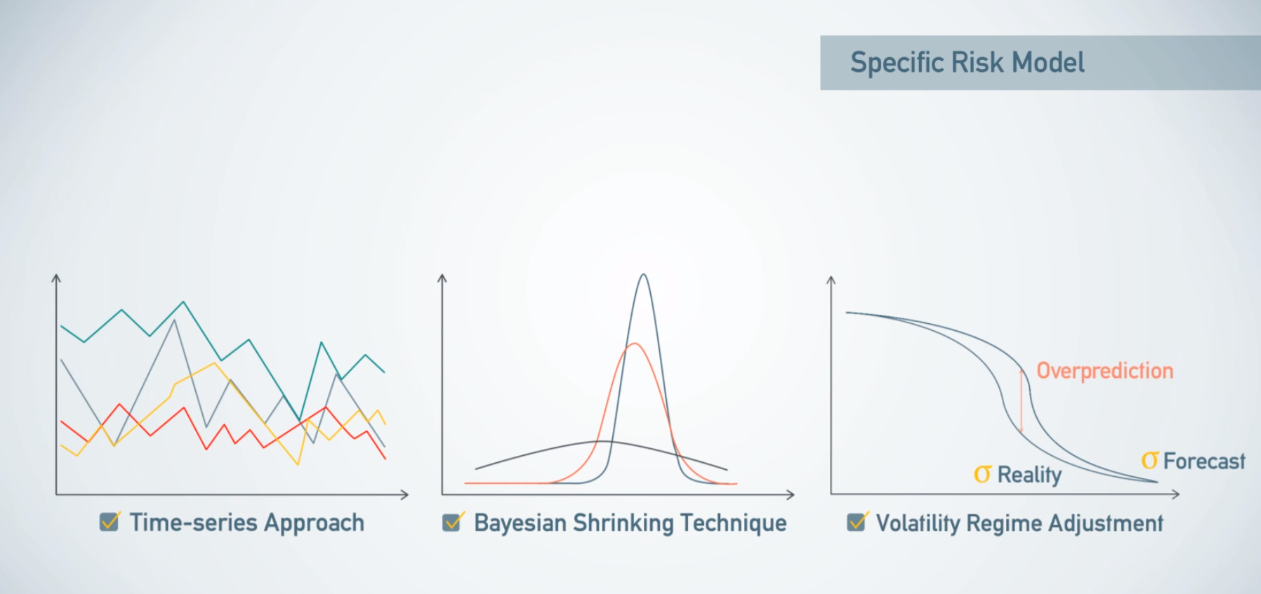 Specific Risk Model
Overprediction
σ Forecast
σ Reality
Time-series Approach
Bayesian Shrinking Technique
Volatility Regime Adjustment